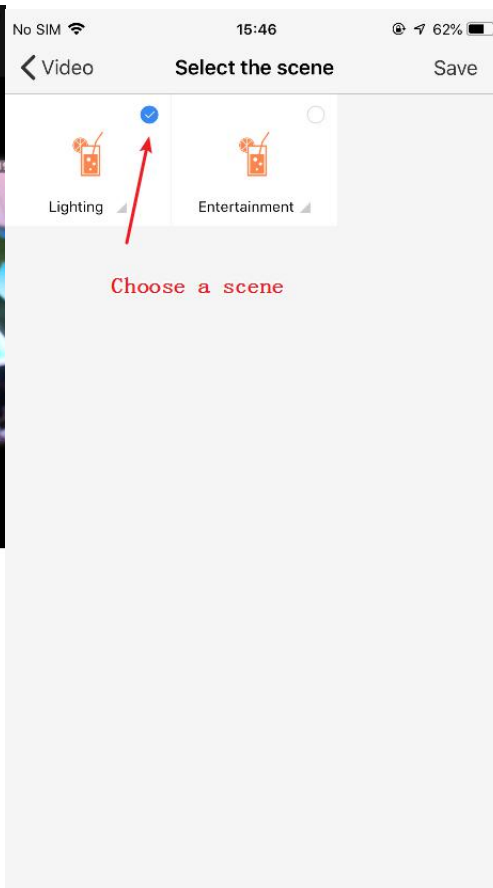 No SIM 15:46 62%
Video Select the scene Save
Lighting Entertainment
Choose a scene